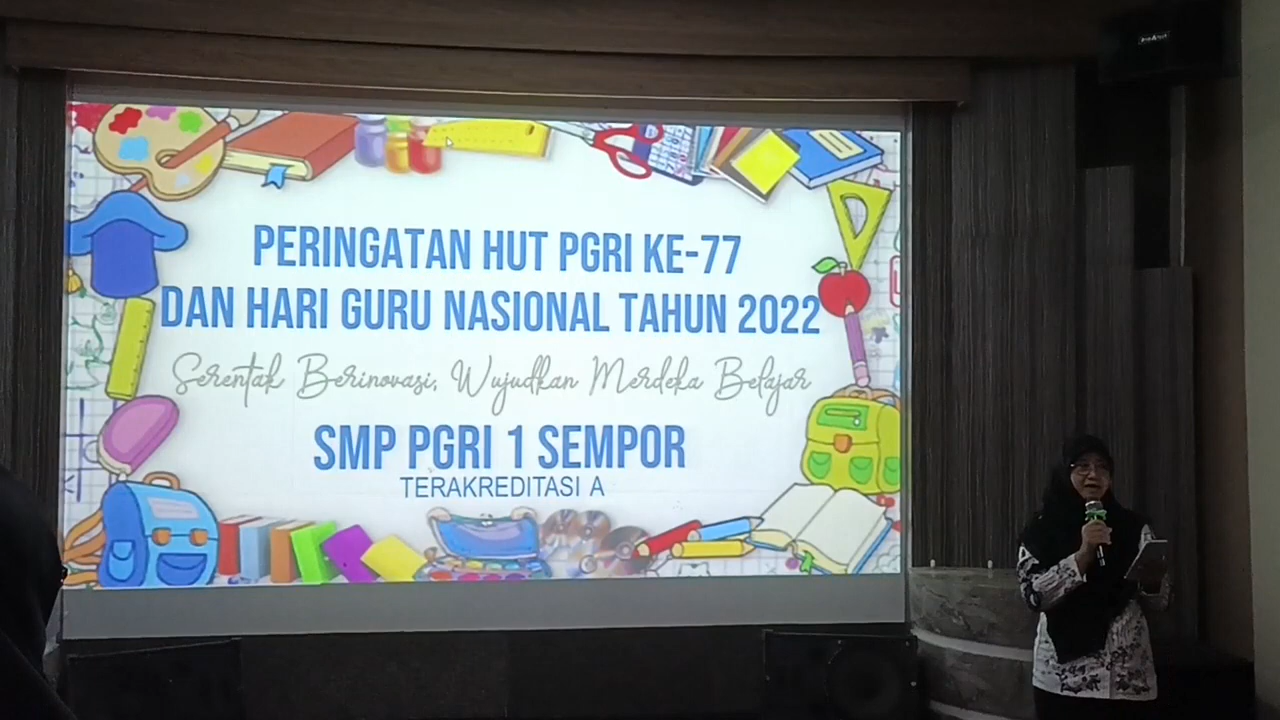 PERINGATAN HUT PGRI KE-77
DAN HARI GURU NASIONAL TAHUN 2022
Serentak Berinovasi, Wujudkan Merdeka Belajar
SMP PGRI 1 SEMPOR
TERAKREDITASI A